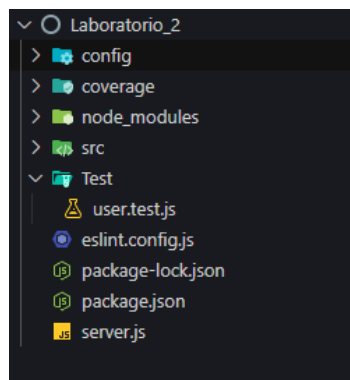 Laboratorio_2
config
coverage
node_modules
src
Test
user.test.js
eslint.config.js
package-lock.json
package.json
server.js